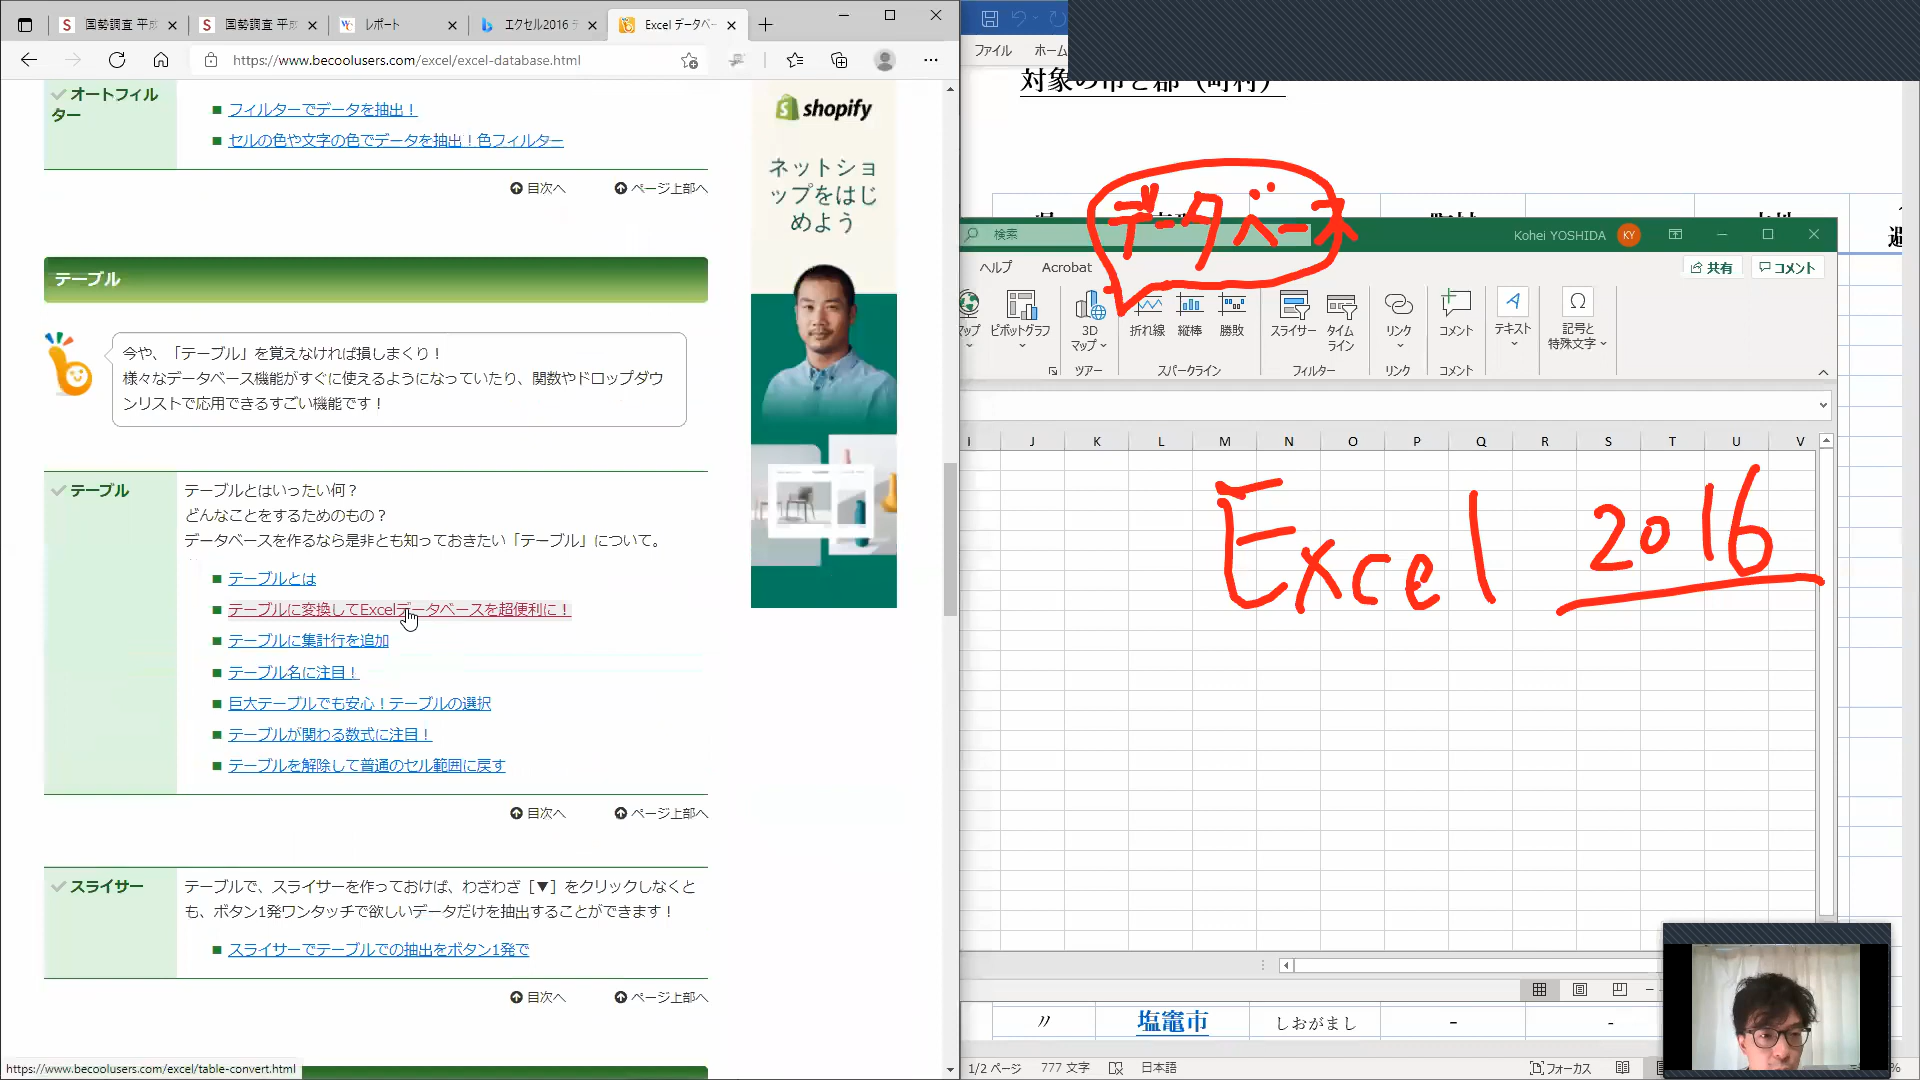 国勢調査 平成
国勢調査 平成
レポート
エクセル2016 デ
Excel データベー
https://www.becoolusers.com/excel/excel-database.html
オートフィル
ター
フィルターでデータを抽出！
セルの色や文字の色でデータを抽出！色フィルター
目次へ
ページ上部へ
テーブル
今や、「テーブル」を覚えなければ損しまくり！
様々なデータベース機能がすぐに使えるようになっていたり、関数やドロップダウ
ンリストで応用できるすごい機能です！
テーブル
テーブルとはいったい何？
どんなことをするためのもの？
データベースを作るなら是非とも知っておきたい「テーブル」について。
テーブルとは
テーブルに変換してExcelデータベースを超便利に！
テーブルに集計行を追加
テーブル名に注目！
巨大テーブルでも安心！テーブルの選択
テーブルが関わる数式に注目！
テーブルを解除して普通のセル範囲に戻す
目次へ
ページ上部へ
スライサー
テーブルで、スライサーを作っておけば、わざわざ［▼］をクリックしなくと
も、ボタン1発ワンタッチで欲しいデータだけを抽出することができます！
スライサーでテーブルでの抽出をボタン1発で
目次へ
ページ上部へ
https://www.becoolusers.com/excel/table-convert.html
shopify
ネットショ
ップをはじ
めよう
ファイル
ホーム
対象の市と郡（町村）
データベース
検索
Kohei YOSHIDA
KY
ヘルプ
Acrobat
共有
コメント
マップ
ピボットグラフ
3D
マップ
折れ線
縦棒
勝敗
スライサー
タイム
ライン
リンク
コメント
テキスト
記号と
特殊文字
ツアー
スパークライン
フィルター
リンク
コメント
I J K L M N O P Q R S T U V
Excel 2016
〃
塩竈市
しおがまし
-
-
1/2 ページ
777 文字
日本語
フォーカス